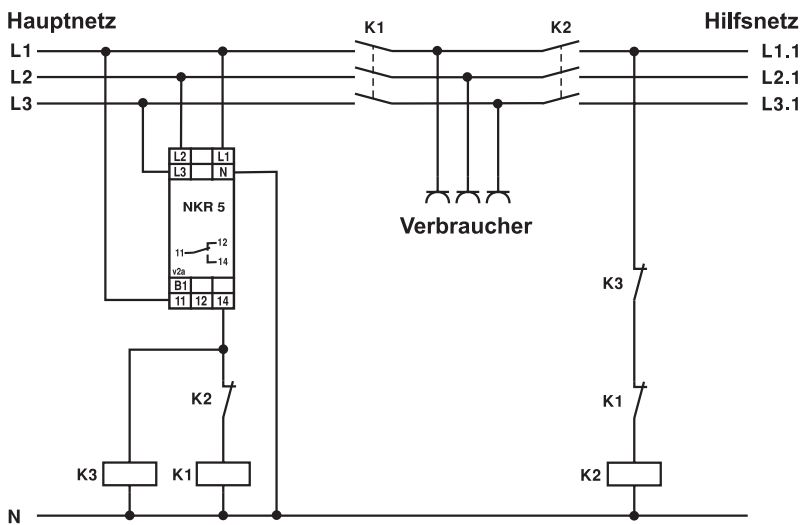 Hauptnetz K1 K2 Hilfsnetz
L1 L1.1
L2 L2.1
L3 L3.1
L2 L1
L3 N
NKR 5
Verbraucher
12
11
14
v2a
B1
11 12 14
K3
K2 K1
K3 K1 K2
N